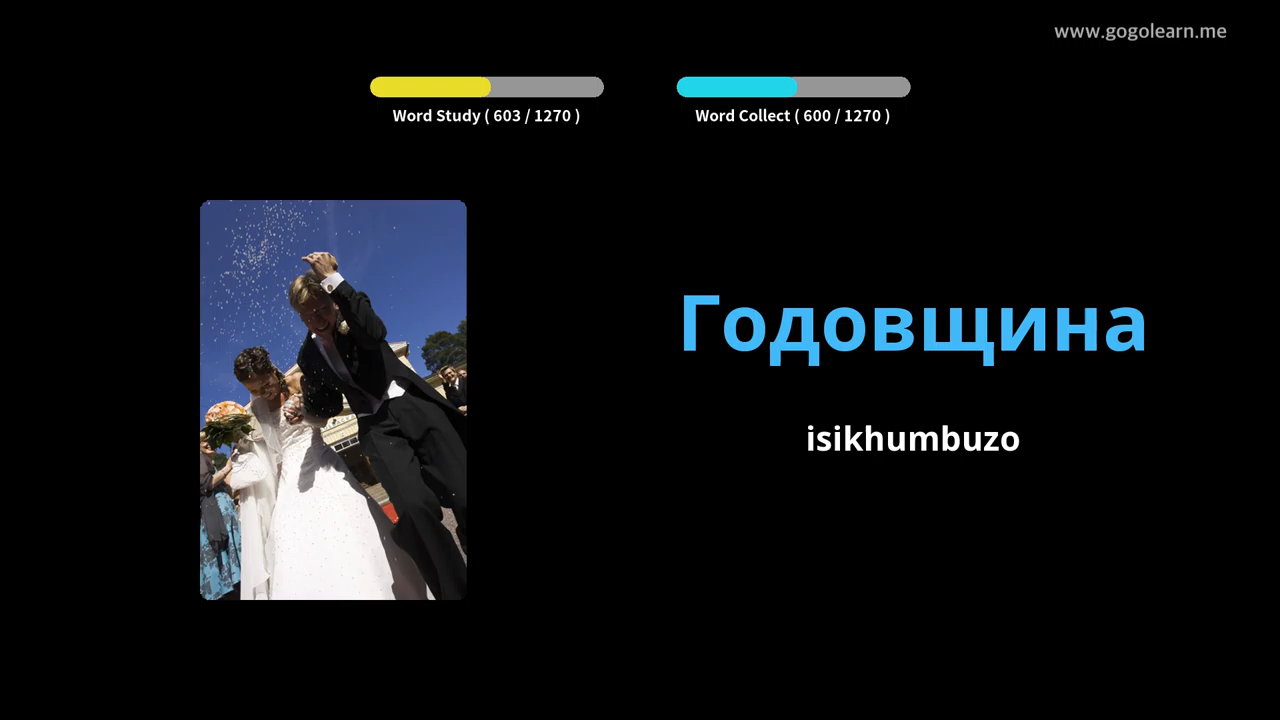 www.gogolearn.me
Word Study ( 603 / 1270 )
Word Collect ( 600 / 1270 )
Годовщина
isikhumbuzo